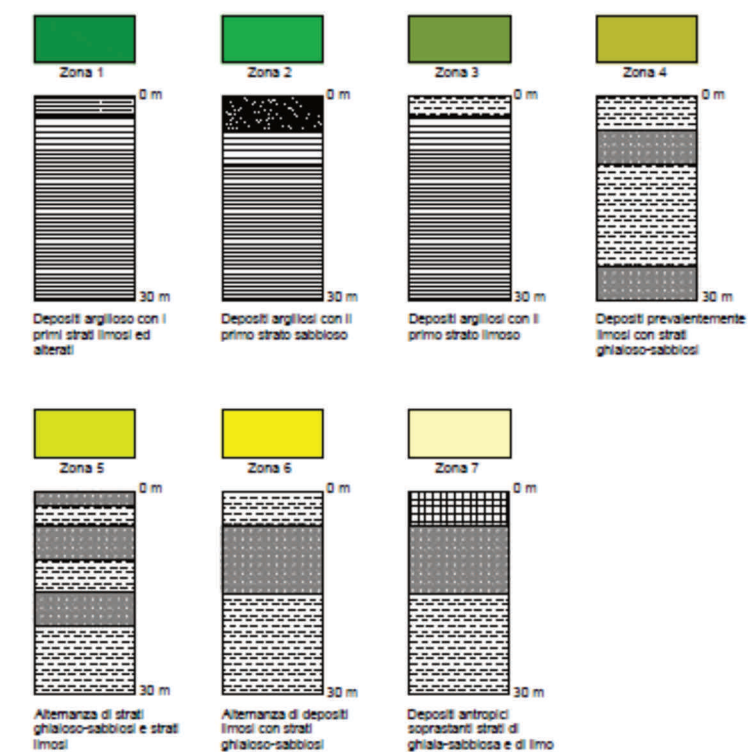 Zona 1
Zona 2
Zona 3
Zona 4
0 m
0 m
0 m
0 m
30 m
30 m
30 m
30 m
Depositi argilloso con i
primi strati limosi ed
alterati
Depositi argillosi con il
primo strato sabbioso
Depositi argillosi con il
primo strato limoso
Depositi prevalentemente
limosi con strati
ghiaioso-sabbiosi
Zona 5
Zona 6
Zona 7
0 m
0 m
0 m
30 m
30 m
30 m
Alternanza di strati
ghiaioso-sabbiosi e strati
limosi
Alternanza di depositi
limosi con strati
ghiaioso-sabbiosi
Depositi antropici
soprastanti strati di
ghiaia-sabbiosa e di limo